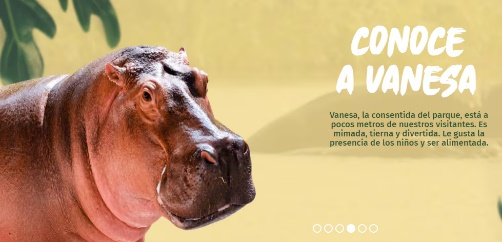 CONOCE
A VANESA
Vanesa, la consentida del parque, está a
pocos metros de nuestros visitantes. Es
mimada, tierna y divertida. Le gusta la
presencia de los niños y ser alimentada.